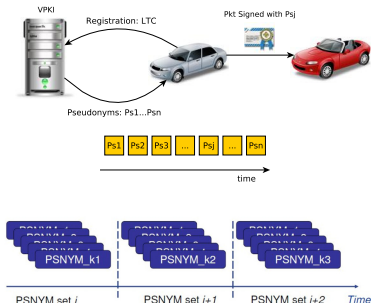 VPKI
Registration: LTC
Pkt Signed with Psj
Pseudonyms: Ps1...Psn
Ps1 Ps2 Ps3 ... Psj ... Psn
time
PSNYM_k1 PSNYM_k2 PSNYM_k3
PSNYM set i PSNYM set i+1 PSNYM set i+2 Time